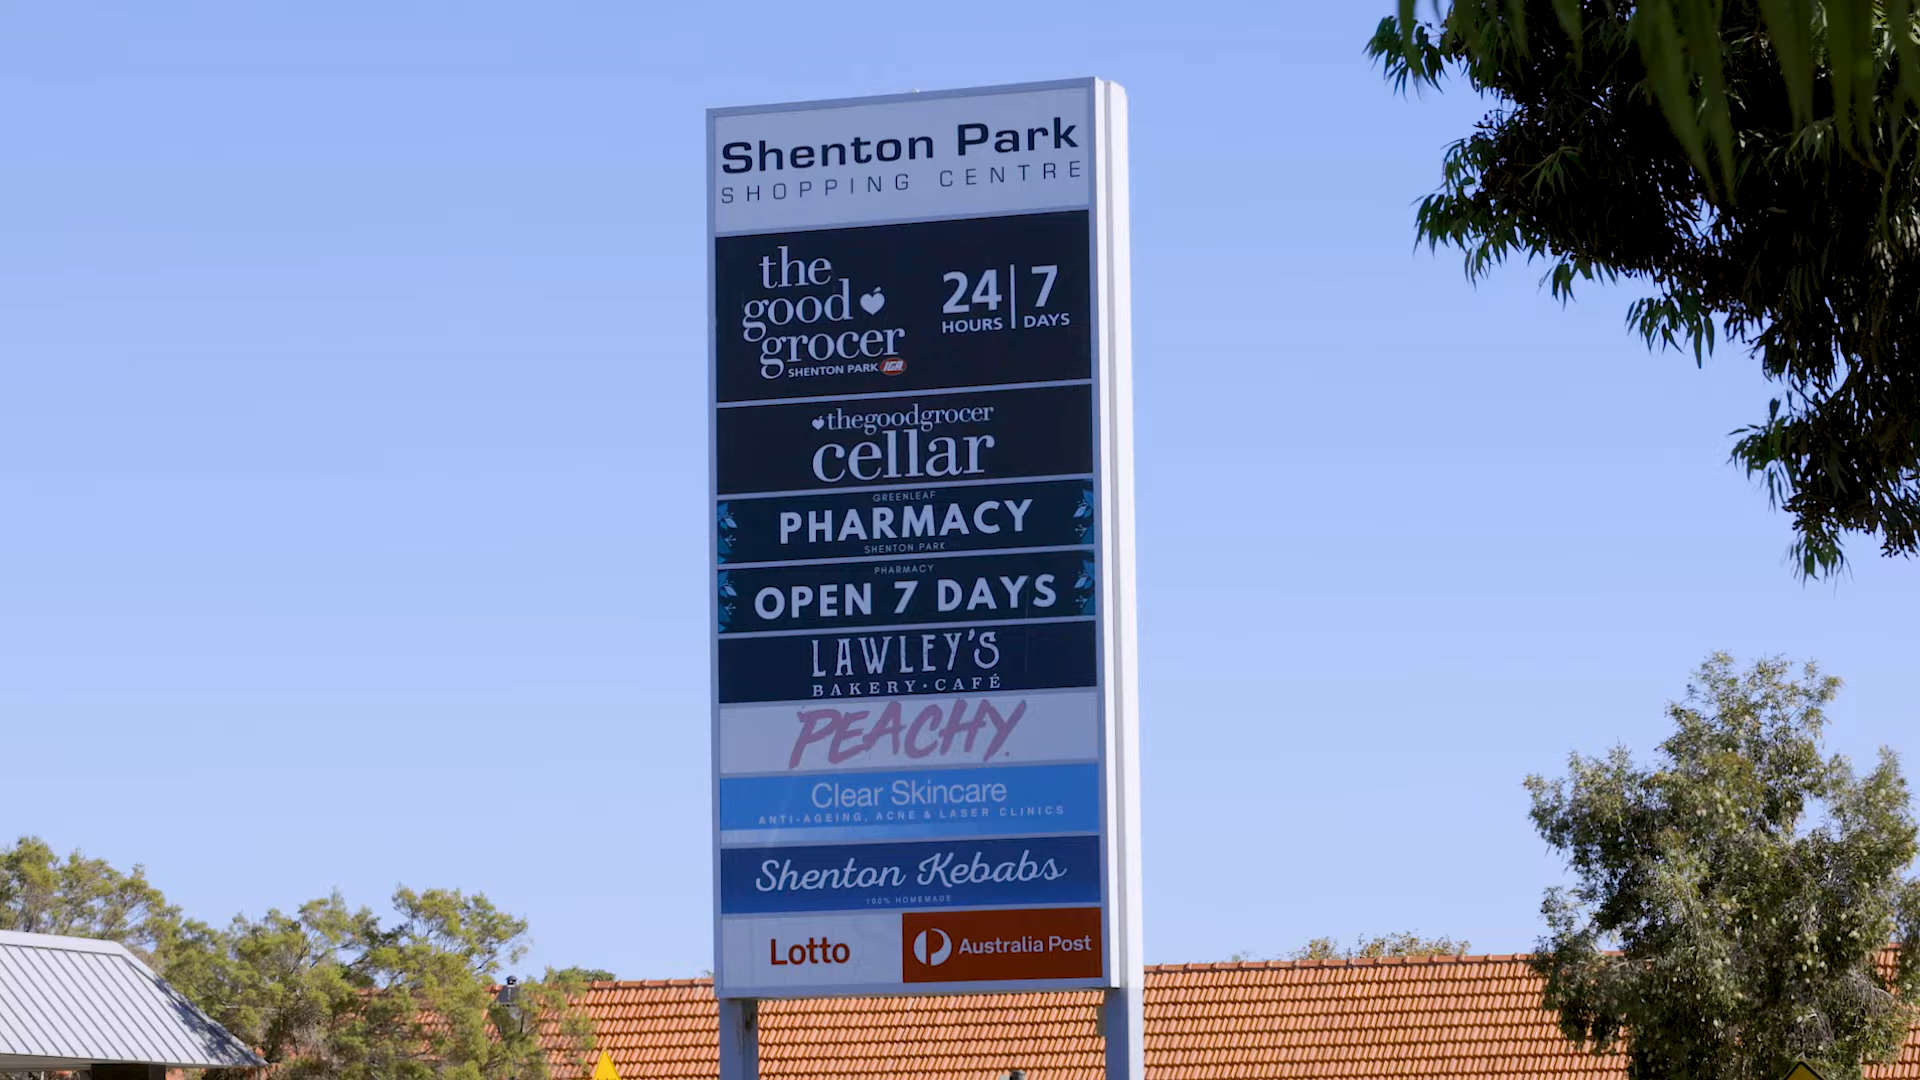 Shenton Park
SHOPPING CENTRE
the
good
grocer
SHENTON PARK IGA
24 HOURS | 7 DAYS
thegoodgrocer
cellar
GREENLEAF
PHARMACY
SHENTON PARK
PHARMACY
OPEN 7 DAYS
LAWLEY'S
BAKERY · CAFÉ
PEACHY.
Clear Skincare
ANTI-AGEING, ACNE & LASER CLINICS
Shenton Kebabs
100% HOMEMADE
Lotto
Australia Post